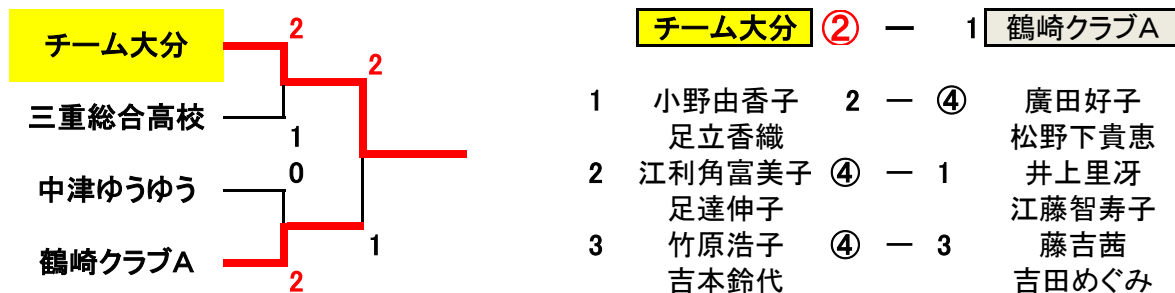 チーム大分
2
2
三重総合高校
1
0
中津ゆうゆう
1
鶴崎クラブA
2
チーム大分 ② ー 1 鶴崎クラブA
1 小野由香子 2 ー ④ 廣田好子
足立香織 松野下貴恵
2 江利角富美子 ④ ー 1 井上里冴
足達伸子 江藤智寿子
3 竹原浩子 ④ ー 3 藤吉茜
吉本鈴代 吉田めぐみ